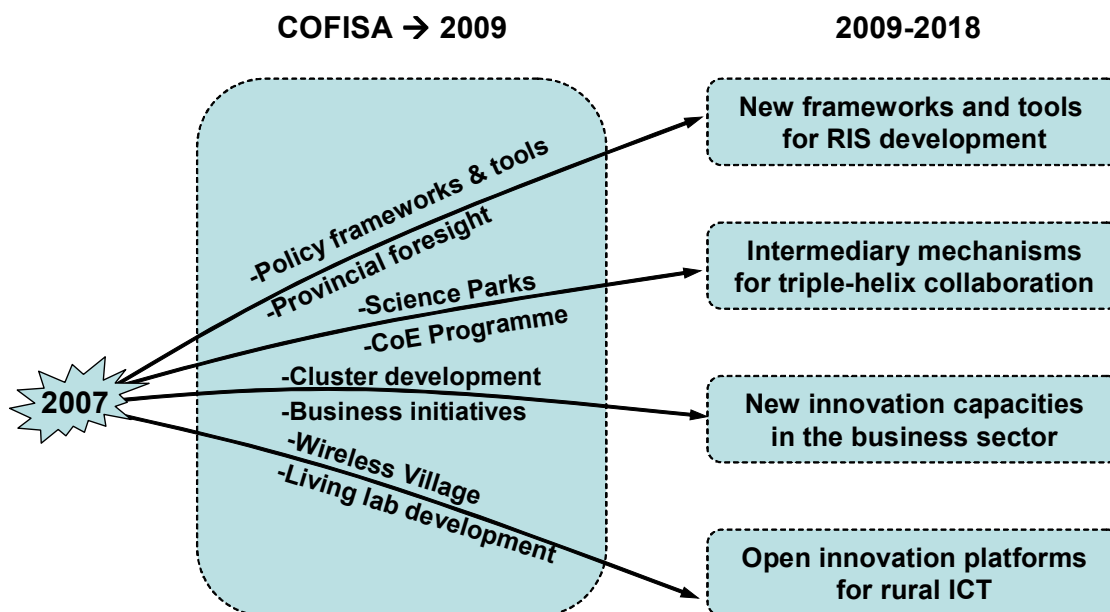 COFISA → 2009
2009-2018
New frameworks and tools
for RIS development
-Policy frameworks & tools
-Provincial foresight
Intermediary mechanisms
for triple-helix collaboration
-Science Parks
-CoE Programme
2007
-Cluster development
-Business initiatives
New innovation capacities
in the business sector
-Wireless Village
-Living lab development
Open innovation platforms
for rural ICT